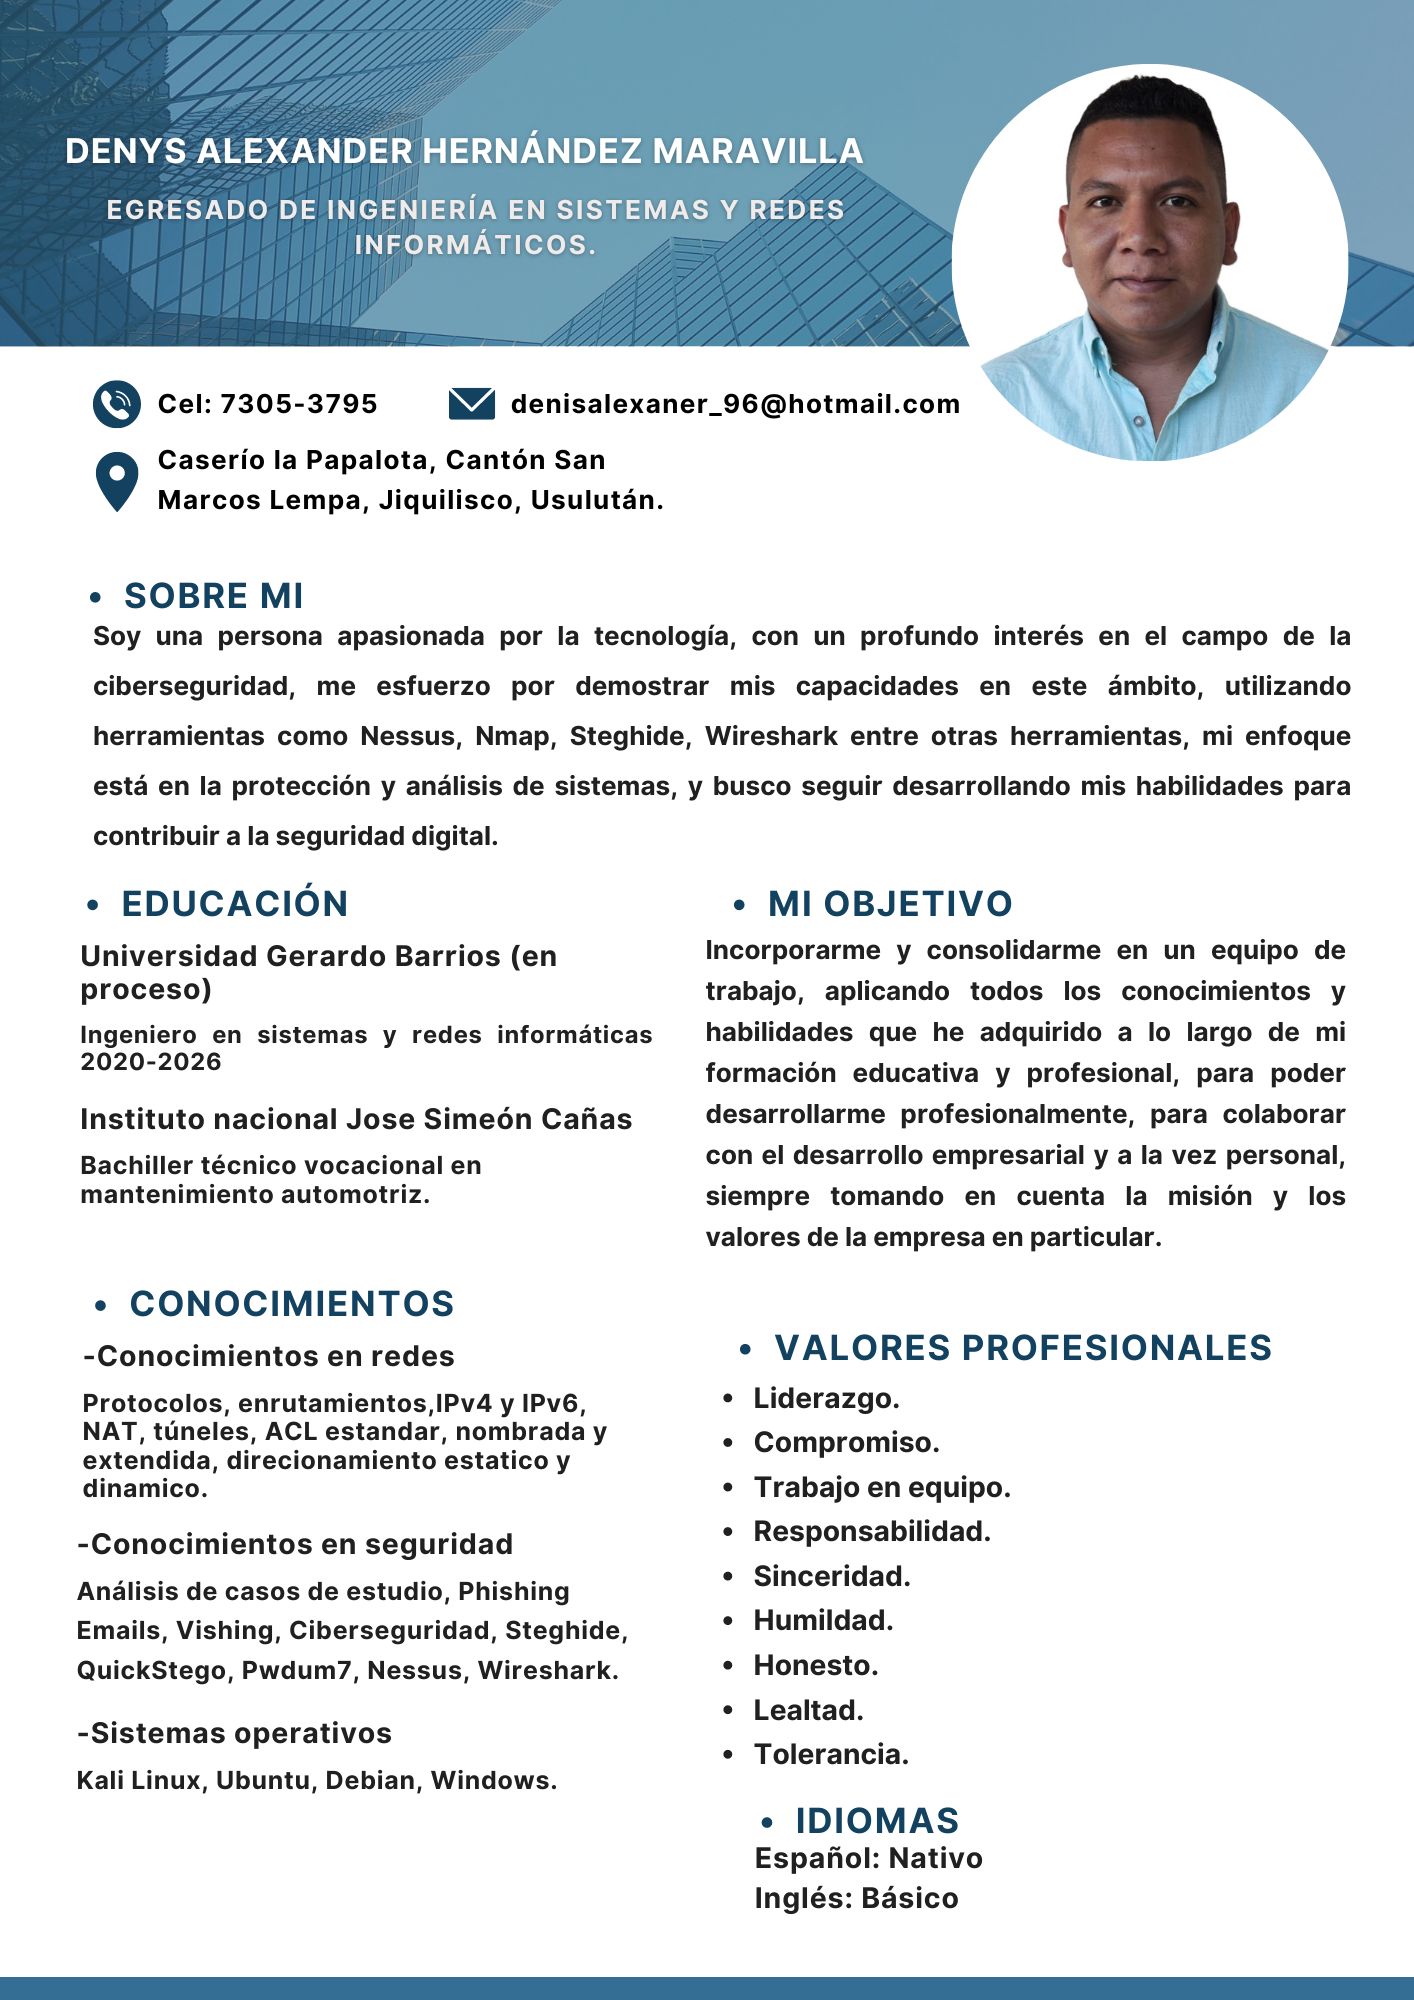 DENYS ALEXANDER HERNÁNDEZ MARAVILLA
EGRESADO DE INGENIERÍA EN SISTEMAS Y REDES
INFORMÁTICOS.
Cel: 7305-3795
denisalexaner_96@hotmail.com
Caserío la Papalota, Cantón San
Marcos Lempa, Jiquilisco, Usulután.
• SOBRE MI
Soy una persona apasionada por la tecnología, con un profundo interés en el campo de la
ciberseguridad, me esfuerzo por demostrar mis capacidades en este ámbito, utilizando
herramientas como Nessus, Nmap, Steghide, Wireshark entre otras herramientas, mi enfoque
está en la protección y análisis de sistemas, y busco seguir desarrollando mis habilidades para
contribuir a la seguridad digital.
• EDUCACIÓN
Universidad Gerardo Barrios (en
proceso)
Ingeniero en sistemas y redes informáticas
2020-2026
Instituto nacional Jose Simeón Cañas
Bachiller técnico vocacional en
mantenimiento automotriz.
• CONOCIMIENTOS
-Conocimientos en redes
Protocolos, enrutamientos,IPv4 y IPv6,
NAT, túneles, ACL estandar, nombrada y
extendida, direcionamiento estatico y
dinamico.
-Conocimientos en seguridad
Análisis de casos de estudio, Phishing
Emails, Vishing, Ciberseguridad, Steghide,
QuickStego, Pwdum7, Nessus, Wireshark.
-Sistemas operativos
Kali Linux, Ubuntu, Debian, Windows.
• MI OBJETIVO
Incorporarme y consolidarme en un equipo de
trabajo, aplicando todos los conocimientos y
habilidades que he adquirido a lo largo de mi
formación educativa y profesional, para poder
desarrollarme profesionalmente, para colaborar
con el desarrollo empresarial y a la vez personal,
siempre tomando en cuenta la misión y los
valores de la empresa en particular.
• VALORES PROFESIONALES
• Liderazgo.
• Compromiso.
• Trabajo en equipo.
• Responsabilidad.
• Sinceridad.
• Humildad.
• Honesto.
• Lealtad.
• Tolerancia.
• IDIOMAS
Español: Nativo
Inglés: Básico